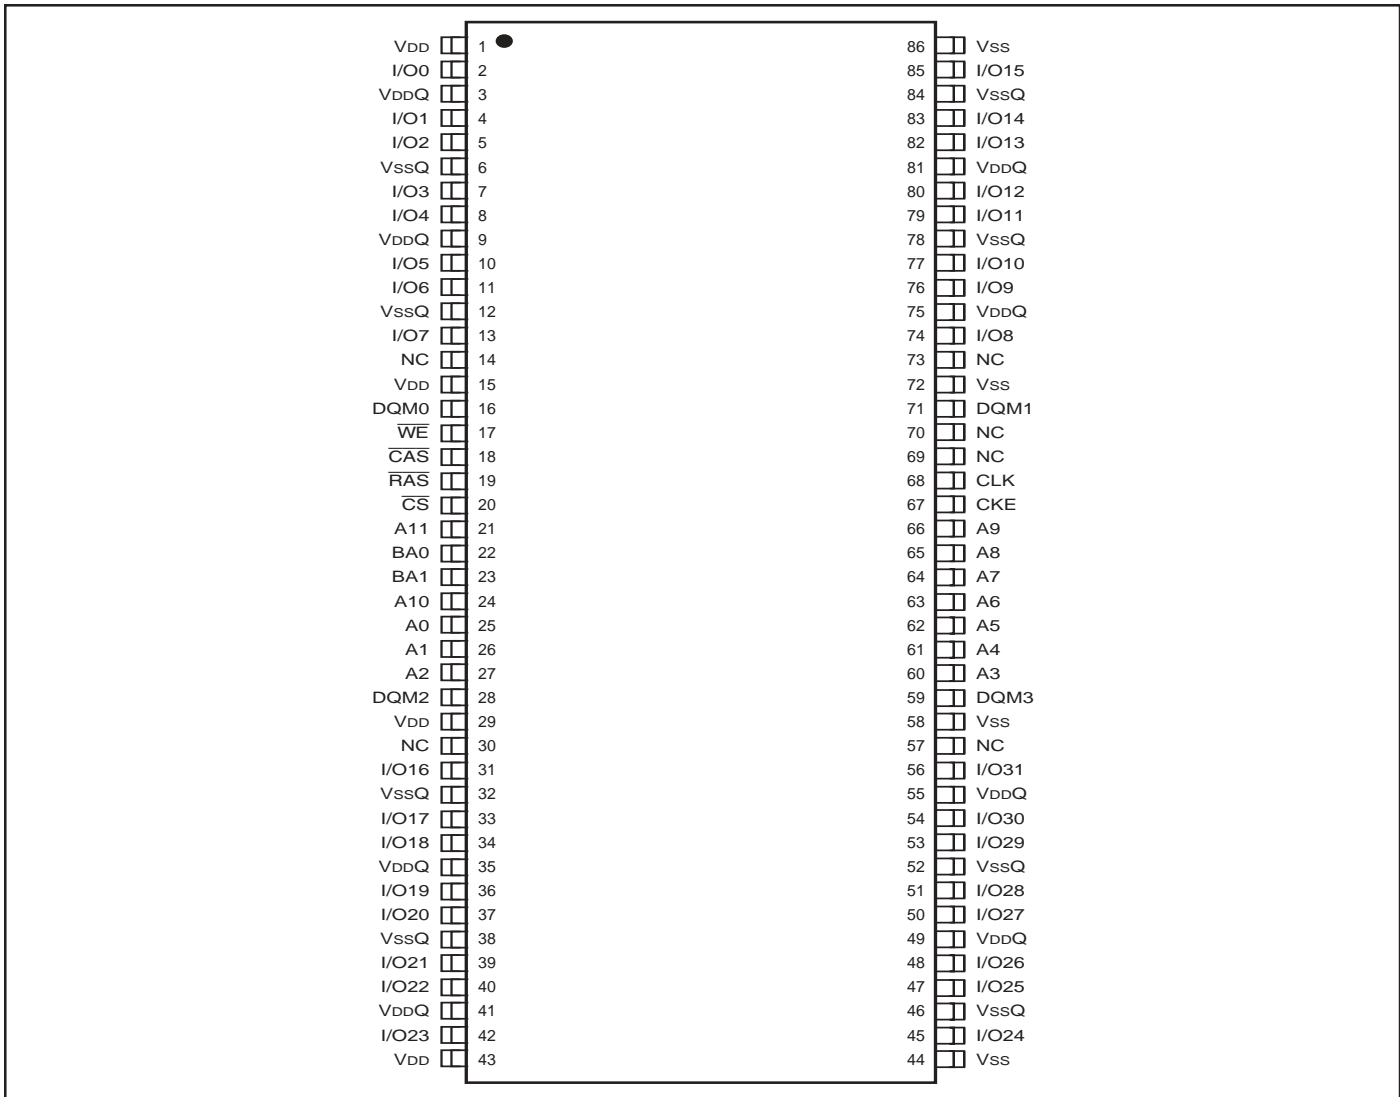 VDD 1 86 VSS
I/O0 2 85 I/O15
VDDQ 3 84 VSSQ
I/O1 4 83 I/O14
I/O2 5 82 I/O13
VSSQ 6 81 VDDQ
I/O3 7 80 I/O12
I/O4 8 79 I/O11
VDDQ 9 78 VSSQ
I/O5 10 77 I/O10
I/O6 11 76 I/O9
VSSQ 12 75 VDDQ
I/O7 13 74 I/O8
NC 14 73 NC
VDD 15 72 VSS
DQM0 16 71 DQM1
W̅E̅ 17 70 NC
C̅A̅S̅ 18 69 NC
R̅A̅S̅ 19 68 CLK
C̅S̅ 20 67 CKE
A11 21 66 A9
BA0 22 65 A8
BA1 23 64 A7
A10 24 63 A6
A0 25 62 A5
A1 26 61 A4
A2 27 60 A3
DQM2 28 59 DQM3
VDD 29 58 VSS
NC 30 57 NC
I/O16 31 56 I/O31
VSSQ 32 55 VDDQ
I/O17 33 54 I/O30
I/O18 34 53 I/O29
VDDQ 35 52 VSSQ
I/O19 36 51 I/O28
I/O20 37 50 I/O27
VSSQ 38 49 VDDQ
I/O21 39 48 I/O26
I/O22 40 47 I/O25
VDDQ 41 46 VSSQ
I/O23 42 45 I/O24
VDD 43 44 VSS